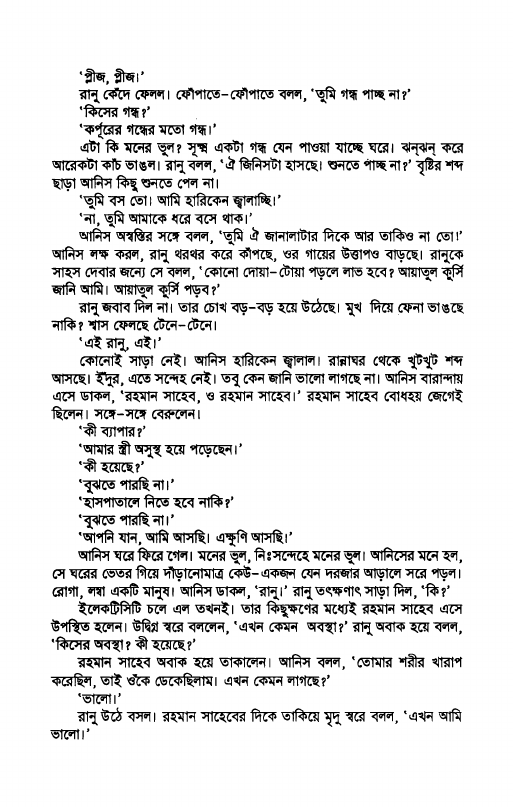 ‘প্লীজ, প্লীজ।’
রানু কেঁদে ফেলল। ফোঁপাতে-ফোঁপাতে বলল, ‘তুমি গন্ধ পাচ্ছ না?’
‘কিসের গন্ধ?’
‘কর্পূরের গন্ধের মতো গন্ধ।’
এটা কি মনের ভুল? সূক্ষ্ম একটা গন্ধ যেন পাওয়া যাচ্ছে ঘরে। ঝন্‌ঝন্ করে
আরেকটা কাঁচ ভাঙল। রানু বলল, ‘ঐ জিনিসটা হাসছে। শুনতে পাচ্ছ না?’ বৃষ্টির শব্দ
ছাড়া আনিস কিছু শুনতে পেল না।
‘তুমি বস তো। আমি হারিকেন জ্বালাচ্ছি।’
‘না, তুমি আমাকে ধরে বসে থাক।’
আনিস অস্বস্তির সঙ্গে বলল, ‘তুমি ঐ জানালাটার দিকে আর তাকিও না তো!’
আনিস লক্ষ করল, রানু থরথর করে কাঁপছে, ওর গায়ের উত্তাপও বাড়ছে। রানুকে
সাহস দেবার জন্যে সে বলল, ‘কোনো দোয়া-টোয়া পড়লে লাভ হবে? আয়াতুল কুর্সি
জানি আমি। আয়াতুল কুর্সি পড়ব?’
রানু জবাব দিল না। তার চোখ বড়-বড় হয়ে উঠেছে। মুখ দিয়ে ফেনা ভাঙছে
নাকি? শ্বাস ফেলছে টেনে-টেনে।
‘এই রানু, এই।’
কোনোই সাড়া নেই। আনিস হারিকেন জ্বালাল। রান্নাঘর থেকে খুটখুট শব্দ
আসছে। ইঁদুর, এতে সন্দেহ নেই। তবু কেন জানি ভালো লাগছে না। আনিস বারান্দায়
এসে ডাকল, ‘রহমান সাহেব, ও রহমান সাহেব।’ রহমান সাহেব বোধহয় জেগেই
ছিলেন। সঙ্গে-সঙ্গে বেরুলেন।
‘কী ব্যাপার?’
‘আমার স্ত্রী অসুস্থ হয়ে পড়েছেন।’
‘কী হয়েছে?’
‘বুঝতে পারছি না।’
‘হাসপাতালে নিতে হবে নাকি?’
‘বুঝতে পারছি না।’
‘আপনি যান, আমি আসছি। এক্ষুণি আসছি।’
আনিস ঘরে ফিরে গেল। মনের ভুল, নিঃসন্দেহে মনের ভুল। আনিসের মনে হল,
সে ঘরের ভেতর গিয়ে দাঁড়ানোমাত্র কেউ-একজন যেন দরজার আড়ালে সরে পড়ল।
রোগা, লম্বা একটি মানুষ। আনিস ডাকল, ‘রানু।’ রানু তৎক্ষণাৎ সাড়া দিল, ‘কি?’
ইলেকট্রিসিটি চলে এল তখনই। তার কিছুক্ষণের মধ্যেই রহমান সাহেব এসে
উপস্থিত হলেন। উদ্বিগ্ন স্বরে বললেন, ‘এখন কেমন অবস্থা?’ রানু অবাক হয়ে বলল,
‘কিসের অবস্থা? কী হয়েছে?’
রহমান সাহেব অবাক হয়ে তাকালেন। আনিস বলল, ‘তোমার শরীর খারাপ
করেছিল, তাই ওঁকে ডেকেছিলাম। এখন কেমন লাগছে?’
‘ভালো।’
রানু উঠে বসল। রহমান সাহেবের দিকে তাকিয়ে মৃদু স্বরে বলল, ‘এখন আমি
ভালো।’